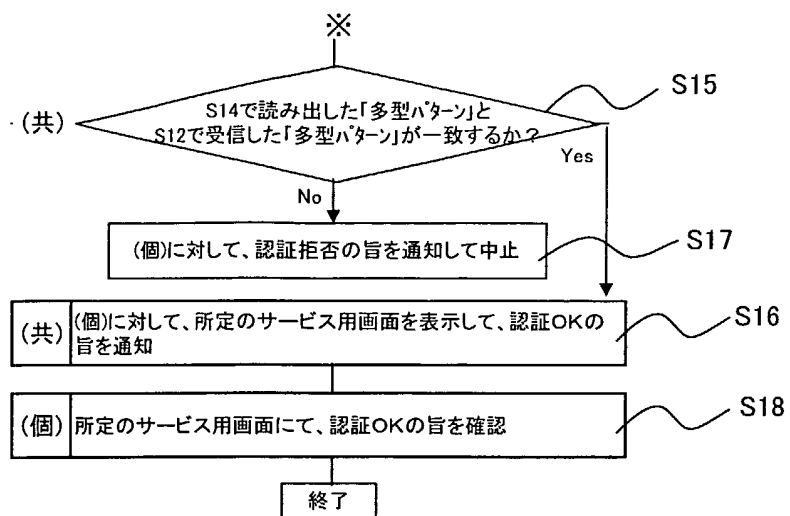 ※
S15
(共)
S14で読み出した「多型ﾊﾟﾀｰﾝ」と
S12で受信した「多型ﾊﾟﾀｰﾝ」が一致するか？
Yes
No
(個)に対して、認証拒否の旨を通知して中止
S17
(共)
(個)に対して、所定のサービス用画面を表示して、認証OKの
旨を通知
S16
(個)
所定のサービス用画面にて、認証OKの旨を確認
S18
終了